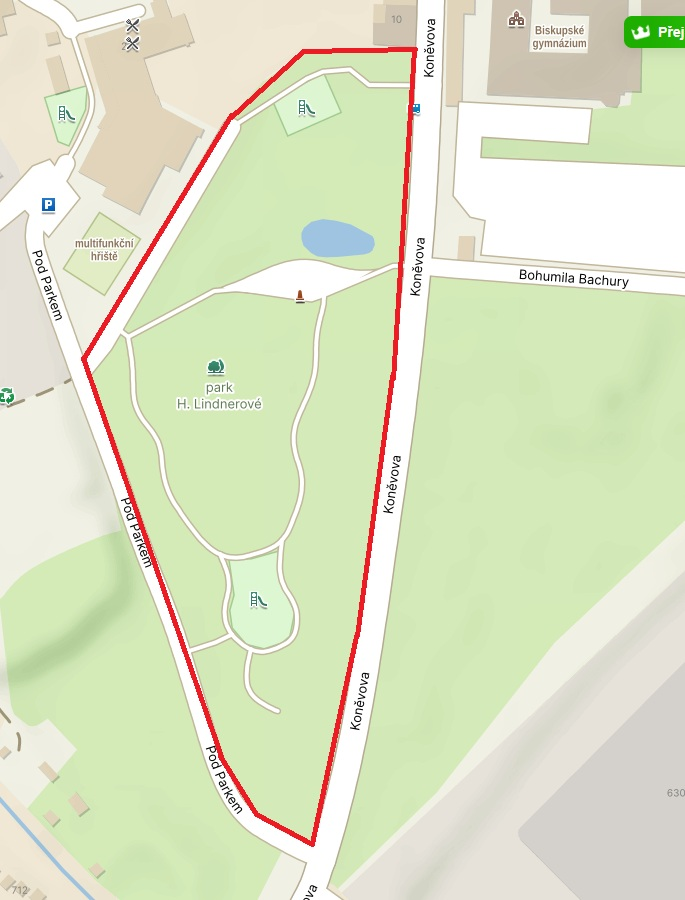 10
Koněvova
Biskupské
gymnázium
Přej
P
multifunkční
hřiště
Pod Parkem
Koněvova
Bohumila Bachury
park
H. Lindnerové
Koněvova
Pod Parkem
Koněvova
Pod Parkem
630
712